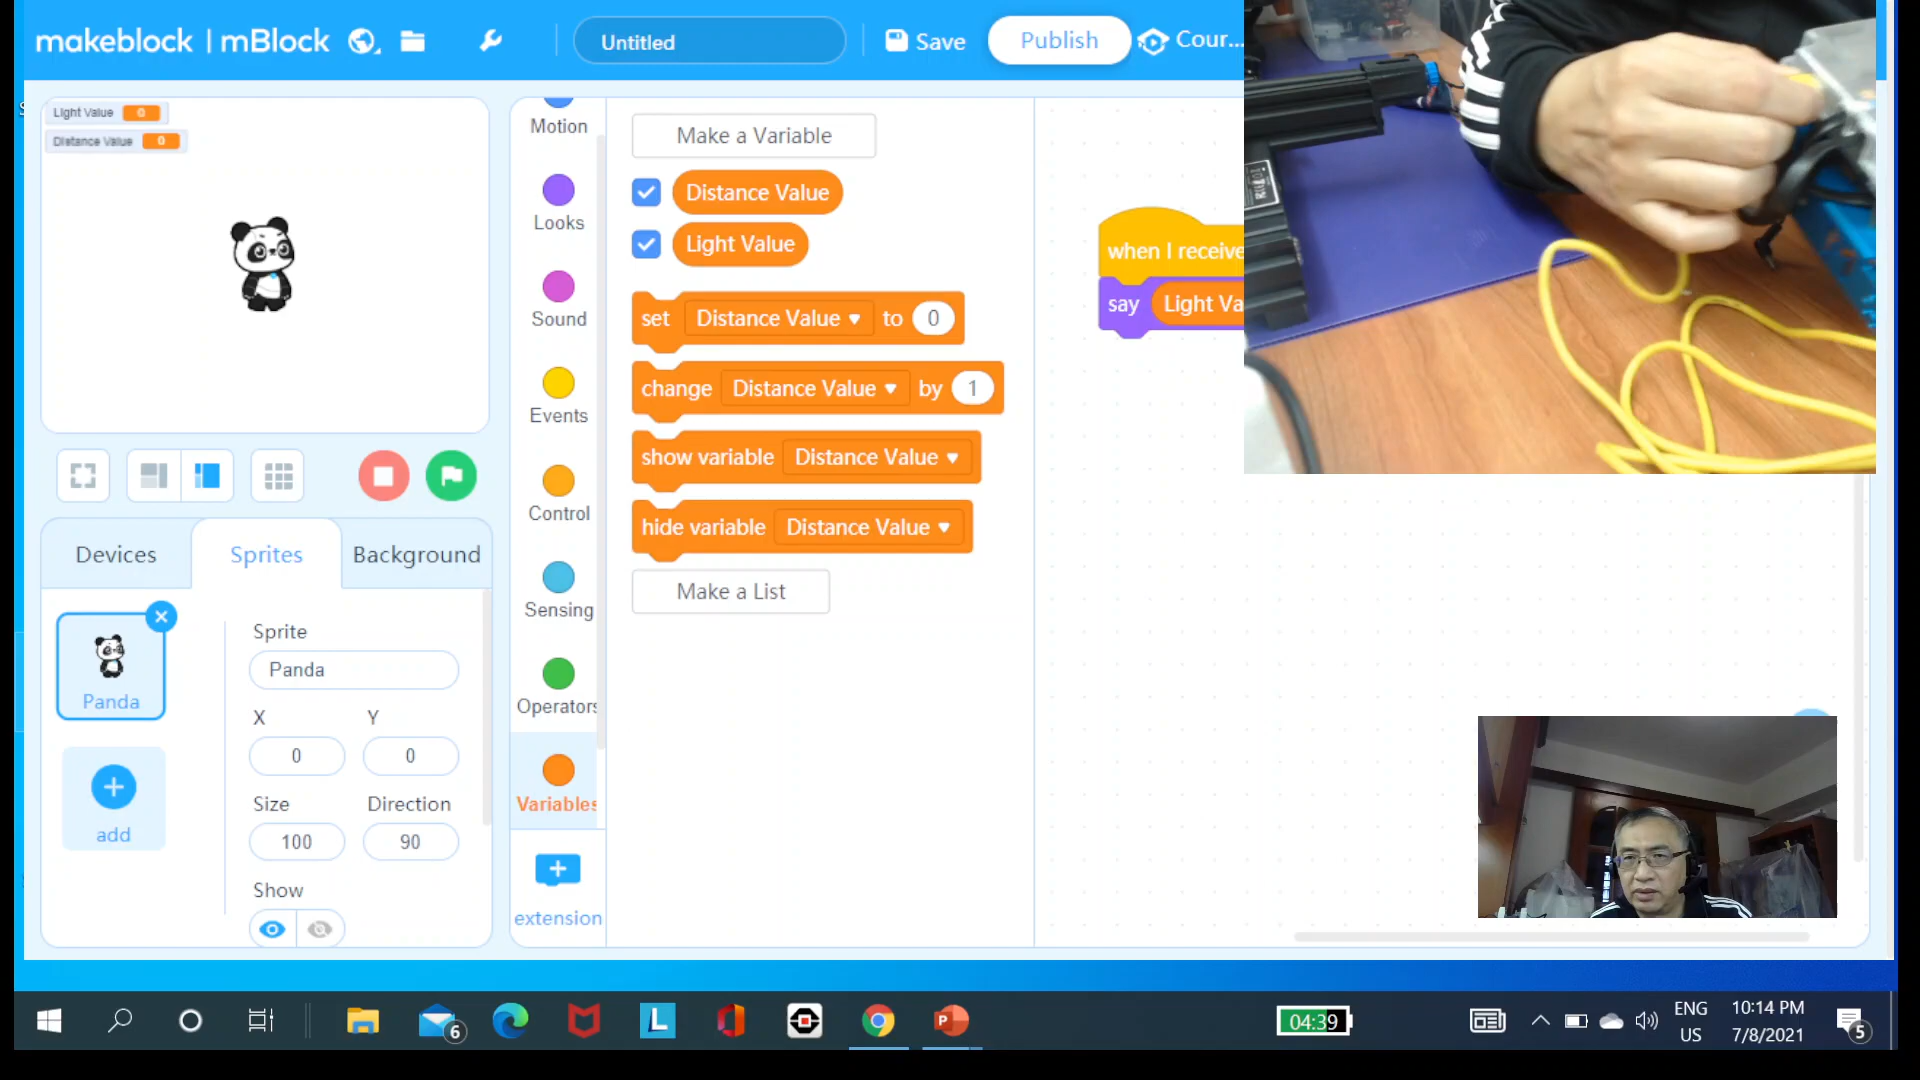 makeblock | mBlock
Untitled
Save
Publish
Cour...
Light Value 0
Distance Value 0
Motion
Looks
Sound
Events
Control
Sensing
Operators
Variables
extension
Make a Variable
Distance Value
Light Value
set Distance Value to 0
change Distance Value by 1
show variable Distance Value
hide variable Distance Value
Make a List
when I receive
say Light Va
Devices
Sprites
Background
Panda
add
Sprite
Panda
X
Y
0
0
Size
Direction
100
90
Show
6
L
P
04:39
ENG
US
10:14 PM
7/8/2021
5